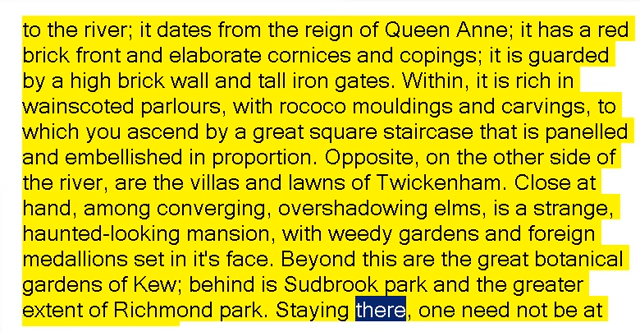 to the river; it dates from the reign of Queen Anne; it has a red
brick front and elaborate cornices and copings; it is guarded
by a high brick wall and tall iron gates. Within, it is rich in
wainscoted parlours, with rococo mouldings and carvings, to
which you ascend by a great square staircase that is panelled
and embellished in proportion. Opposite, on the other side of
the river, are the villas and lawns of Twickenham. Close at
hand, among converging, overshadowing elms, is a strange,
haunted-looking mansion, with weedy gardens and foreign
medallions set in it's face. Beyond this are the great botanical
gardens of Kew; behind is Sudbrook park and the greater
extent of Richmond park. Staying there, one need not be at